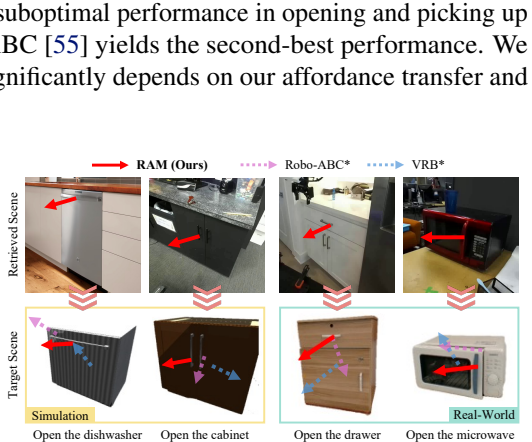 suboptimal performance in opening and picking up
ABC [55] yields the second-best performance. We
gnificantly depends on our affordance transfer and
RAM (Ours) Robo-ABC* VRB*
Retrieved Scene
Target Scene
Simulation Real-World
Open the dishwasher Open the cabinet Open the drawer Open the microwave